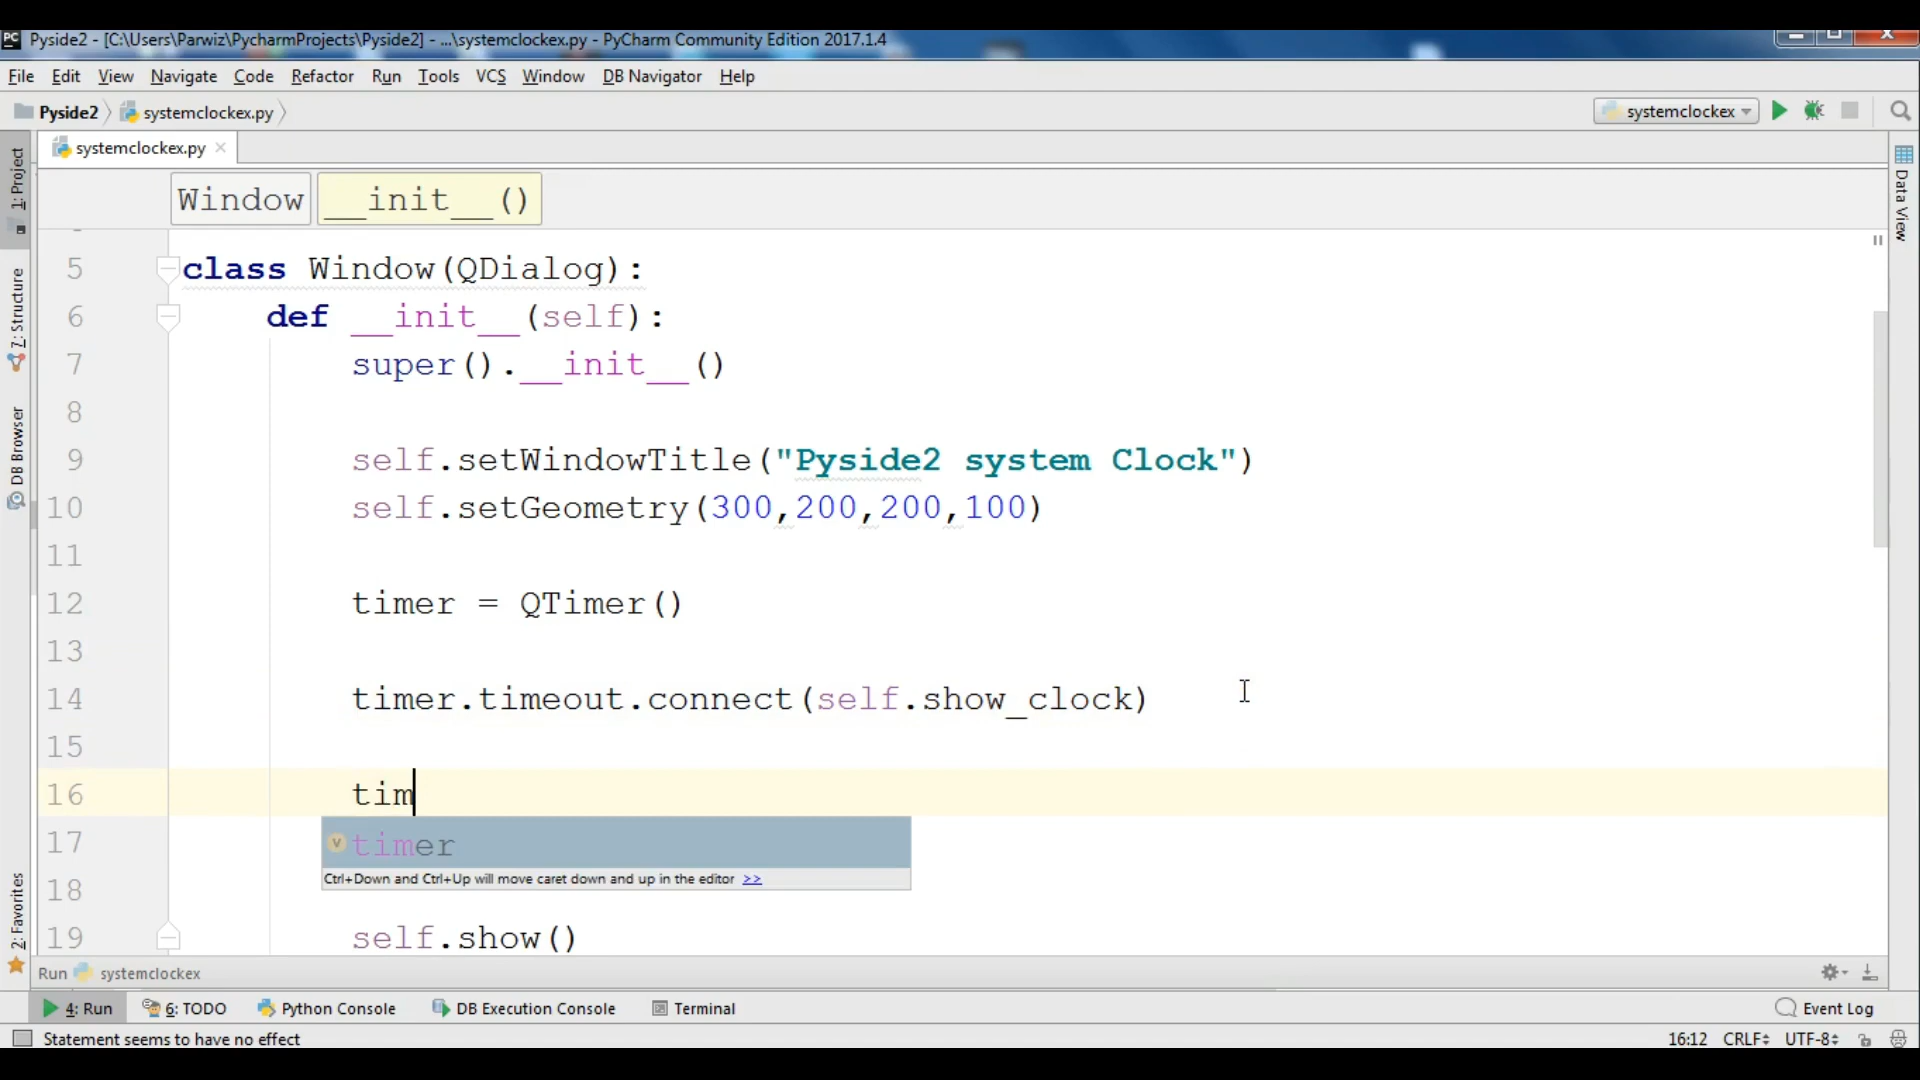 PC Pyside2 - [C:\Users\Parwiz\PycharmProjects\Pyside2] - ...\systemclockex.py - PyCharm Community Edition 2017.1.4
File Edit View Navigate Code Refactor Run Tools VCS Window DB Navigator Help
Pyside2 systemclockex.py systemclockex
systemclockex.py
1: Project
7: Structure
DB Browser
2: Favorites
Data View
Window __init__()
5 class Window(QDialog):
6 def __init__(self):
7 super().__init__()
8
9 self.setWindowTitle("Pyside2 system Clock")
10 self.setGeometry(300,200,200,100)
11
12 timer = QTimer()
13
14 timer.timeout.connect(self.show_clock)
15
16 tim
17 v timer
Ctrl+Down and Ctrl+Up will move caret down and up in the editor >>
18
19 self.show()
Run systemclockex
4: Run 6: TODO Python Console DB Execution Console Terminal Event Log
Statement seems to have no effect 16:12 CRLF UTF-8